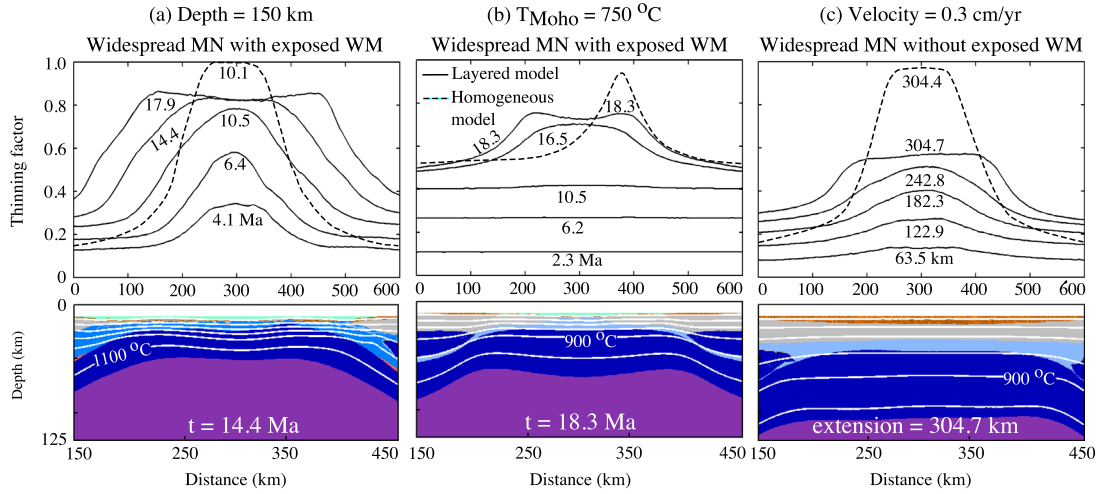 (a) Depth = 150 km
(b) TMoho = 750 °C
(c) Velocity = 0.3 cm/yr
Widespread MN with exposed WM
Widespread MN with exposed WM
Widespread MN without exposed WM
Thinning factor
1.0
0.8
0.6
0.4
0.2
0
10.1
17.9
14.4
10.5
6.4
4.1 Ma
0 100 200 300 400 500 600
Layered model
Homogeneous
model
18.3
18.3
16.5
10.5
6.2
2.3 Ma
0 100 200 300 400 500 600
304.4
304.7
242.8
182.3
122.9
63.5 km
0 100 200 300 400 500 600
Depth (km)
0
125
1100 °C
t = 14.4 Ma
900 °C
t = 18.3 Ma
900 °C
extension = 304.7 km
150 250 350 450
150 250 350 450
150 250 350 450
Distance (km)
Distance (km)
Distance (km)